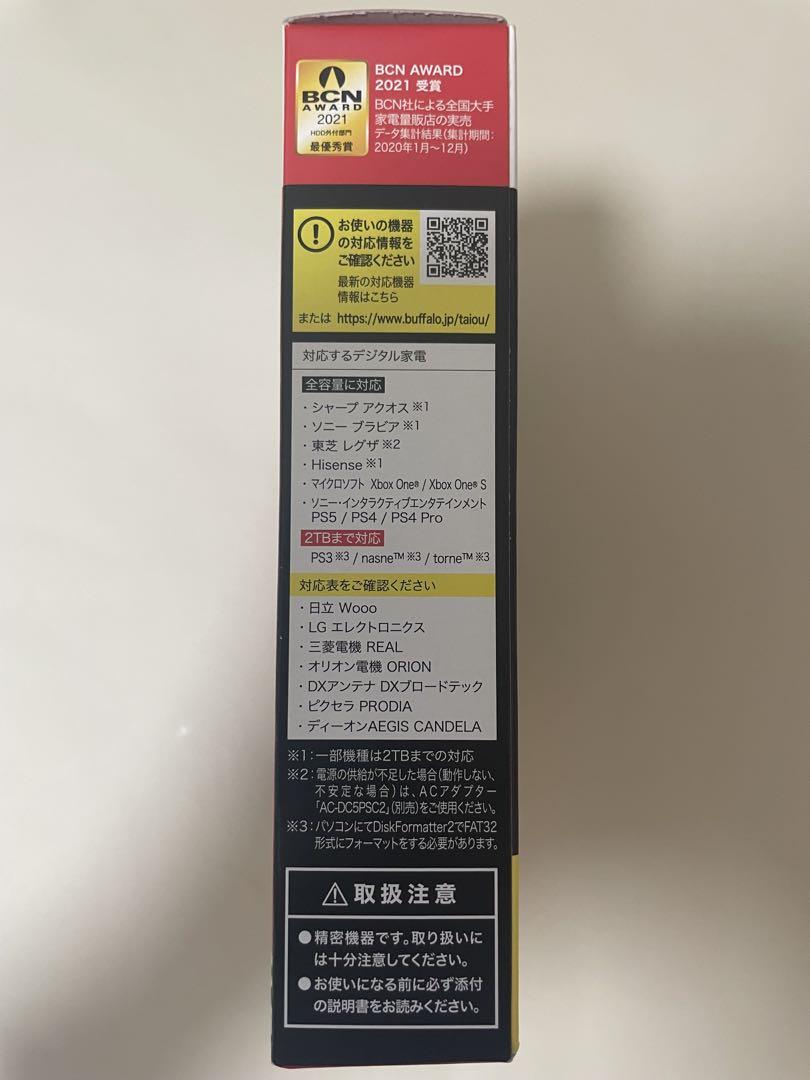 BCN
AWARD
2021
HDD(外付)部門
最優秀賞
BCN AWARD
2021 受賞
BCN社による全国大手
家電量販店の実売
データ集計結果(集計期間:
2020年1月〜12月)
お使いの機器
の対応情報を
ご確認ください
最新の対応機器
情報はこちら
または https://www.buffalo.jp/taiou/
対応するデジタル家電
全容量に対応
・シャープ アクオス※1
・ソニー ブラビア※1
・東芝 レグザ※2
・Hisense※1
・マイクロソフト Xbox One® / Xbox One® S
・ソニー・インタラクティブエンタテインメント
PS5 / PS4 / PS4 Pro
2TBまで対応
PS3※3 / nasne™※3 / torne™※3
対応表をご確認ください
・日立 Wooo
・LG エレクトロニクス
・三菱電機 REAL
・オリオン電機 ORION
・DXアンテナ DXブロードテック
・ピクセラ PRODIA
・ディーオンAEGIS CANDELA
※1:一部機種は2TBまでの対応
※2:電源の供給が不足した場合(動作しない、
不安定な場合)は、ACアダプター
「AC-DC5PSC2」(別売)をご使用ください。
※3:パソコンにてDiskFormatter2でFAT32
形式にフォーマットをする必要があります。
⚠取扱注意
●精密機器です。取り扱いに
は十分注意してください。
●お使いになる前に必ず添付
の説明書をお読みください。